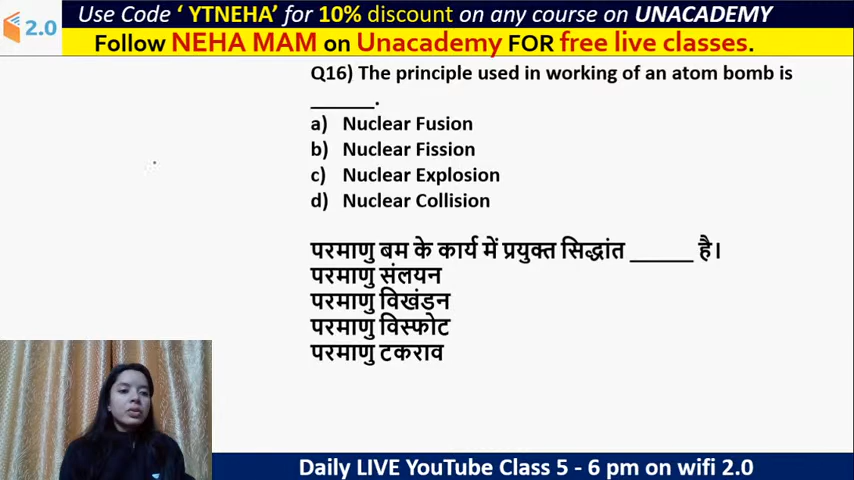 2.0
Use Code ‘ YTNEHA’ for 10% discount on any course on UNACADEMY
Follow NEHA MAM on Unacademy FOR free live classes.
Q16) The principle used in working of an atom bomb is
______.
a) Nuclear Fusion
b) Nuclear Fission
c) Nuclear Explosion
d) Nuclear Collision
परमाणु बम के कार्य में प्रयुक्त सिद्धांत ______ है।
परमाणु संलयन
परमाणु विखंडन
परमाणु विस्फोट
परमाणु टकराव
Daily LIVE YouTube Class 5 - 6 pm on wifi 2.0